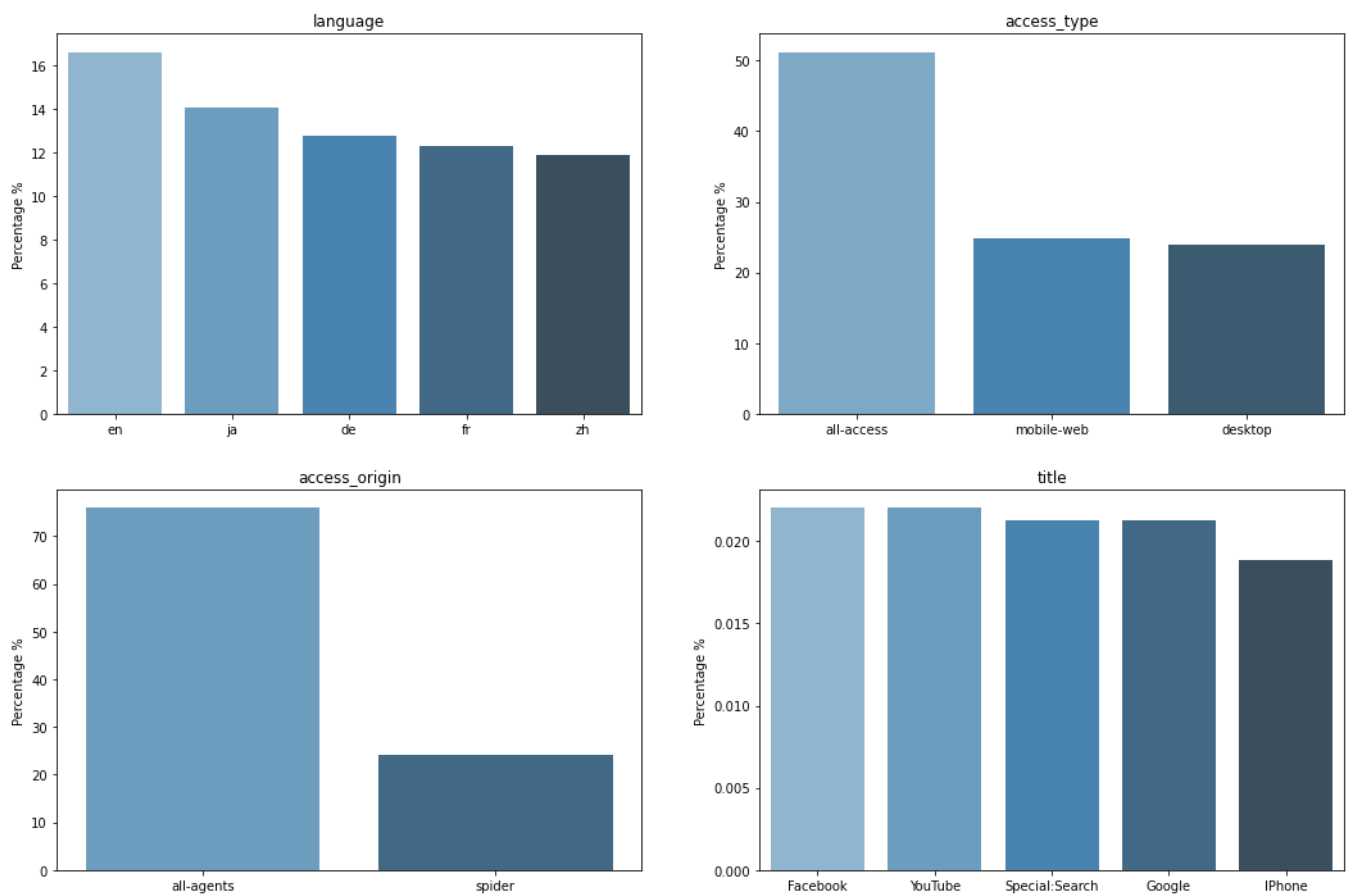 language
Percentage %
16
14
12
10
8
6
4
2
0
en ja de fr zh
access_type
Percentage %
50
40
30
20
10
0
all-access mobile-web desktop
access_origin
Percentage %
70
60
50
40
30
20
10
0
all-agents spider
title
Percentage %
0.020
0.015
0.010
0.005
0.000
Facebook YouTube Special:Search Google IPhone